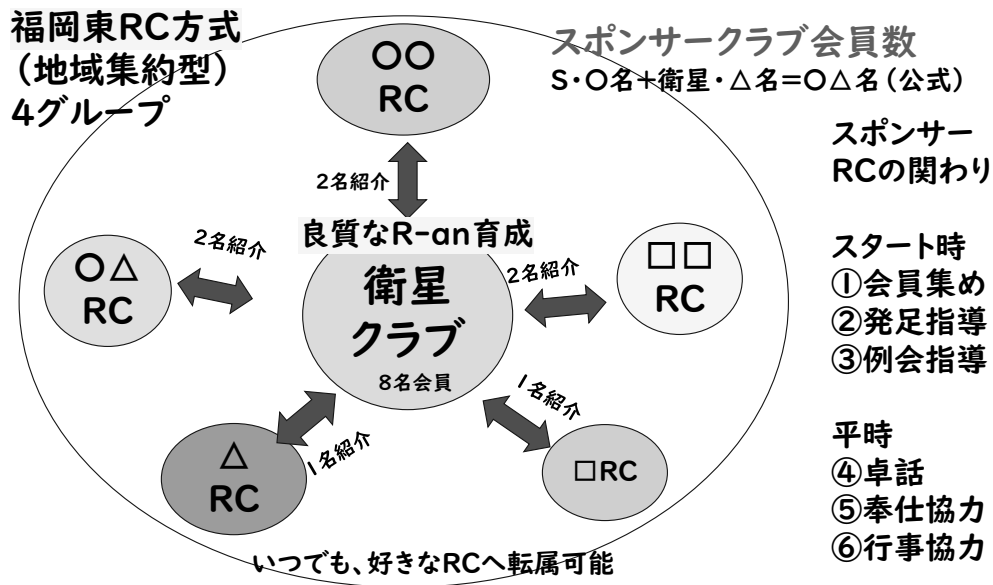 福岡東RC方式
（地域集約型）
4グループ
スポンサークラブ会員数
S・〇名＋衛星・△名＝〇△名（公式）
〇〇
RC
2名紹介
良質なR-an育成
衛星
クラブ
8名会員
2名紹介
〇△
RC
2名紹介
□□
RC
1名紹介
△
RC
1名紹介
□RC
いつでも、好きなRCへ転属可能
スポンサー
RCの関わり
スタート時
①会員集め
②発足指導
③例会指導
平時
④卓話
⑤奉仕協力
⑥行事協力